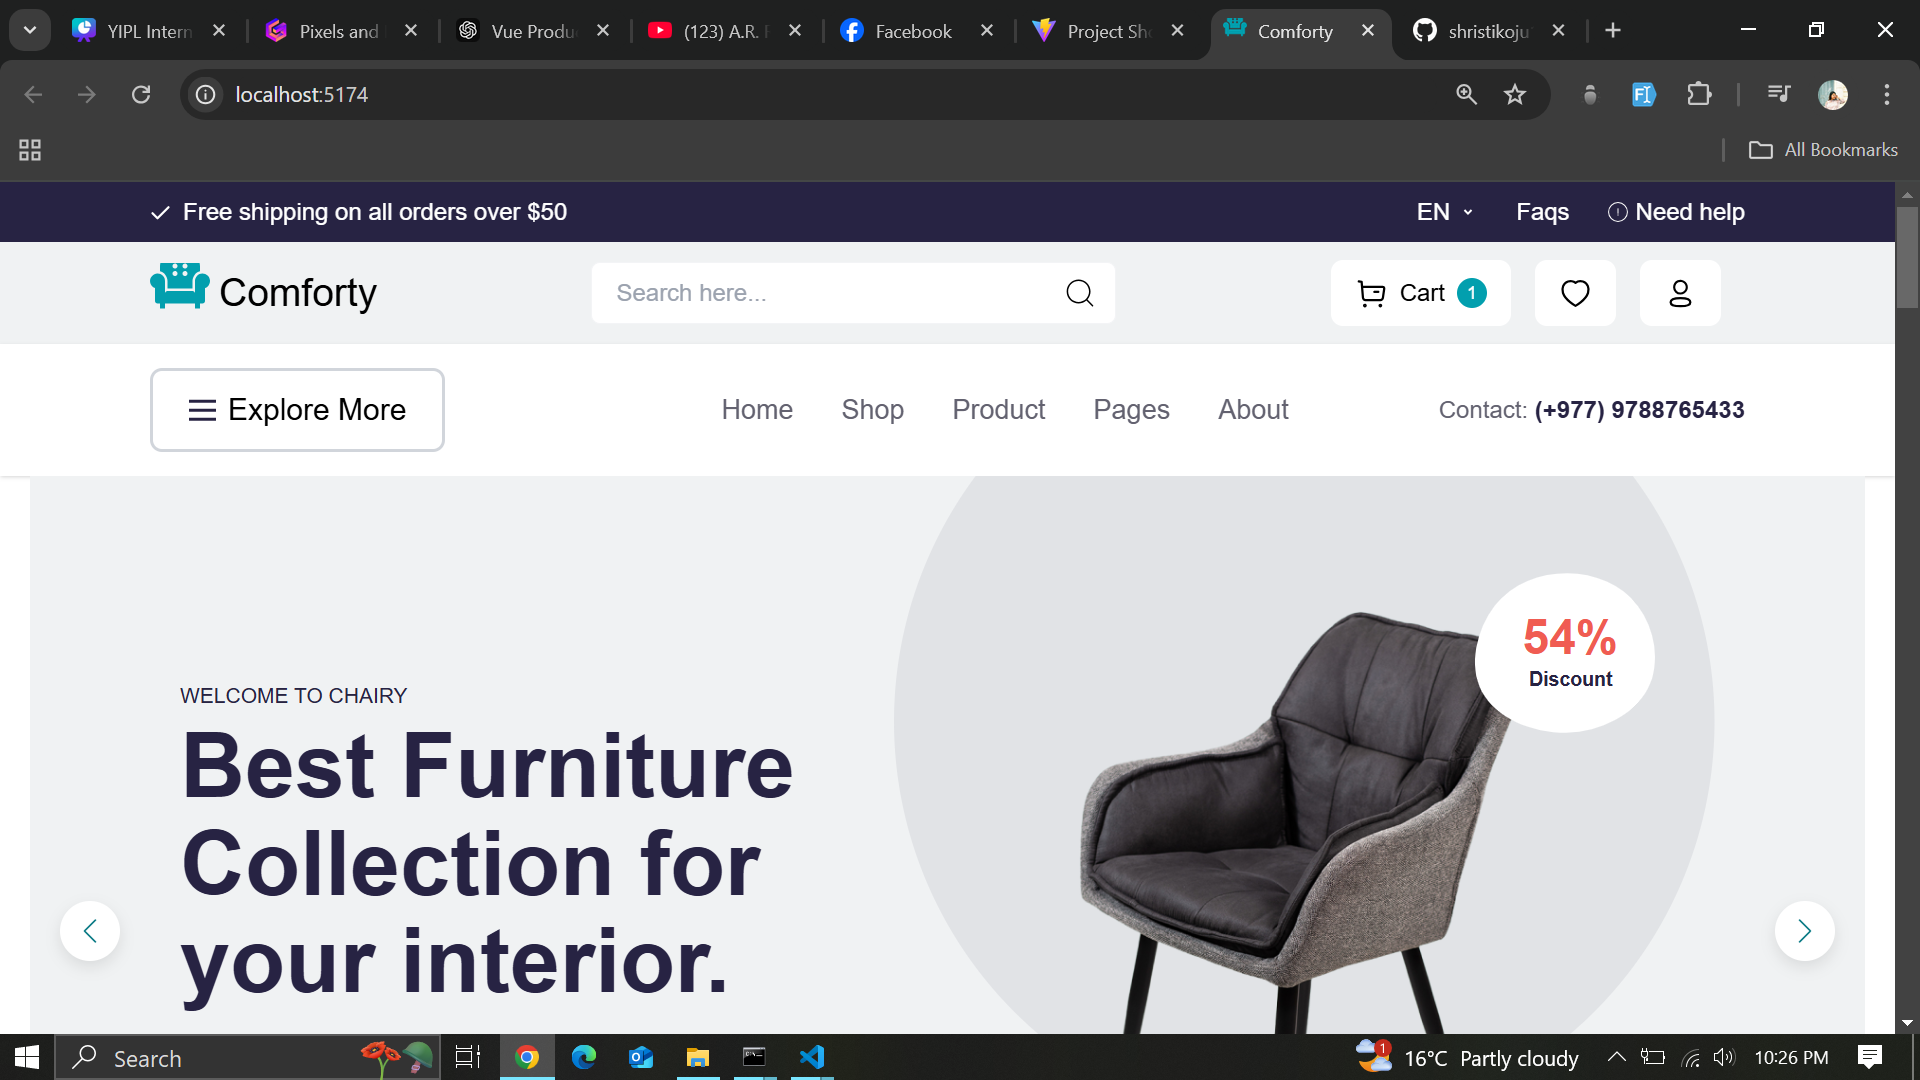 YIPL Intern
Pixels and
Vue Produ
(123) A.R.
Facebook
Project Sh
Comforty
shristikoju
localhost:5174
All Bookmarks
Free shipping on all orders over $50
EN
Faqs
Need help
Comforty
Search here...
Cart 1
Explore More
Home
Shop
Product
Pages
About
Contact: (+977) 9788765433
54%
Discount
WELCOME TO CHAIRY
Best Furniture
Collection for
your interior.
Search
1
16°C Partly cloudy
10:26 PM